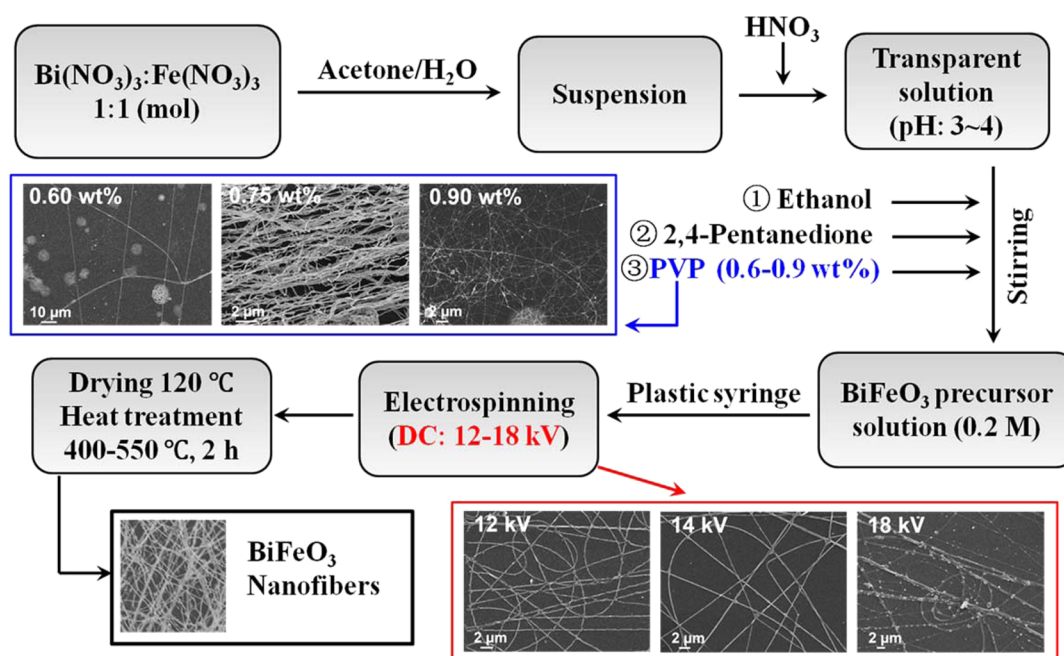 Bi(NO₃)₃:Fe(NO₃)₃
1:1 (mol)
Acetone/H₂O
Suspension
HNO₃
Transparent
solution
(pH: 3~4)
0.60 wt%
10 μm
0.75 wt%
2 μm
0.90 wt%
2 μm
① Ethanol
② 2,4-Pentanedione
③PVP (0.6-0.9 wt%)
Stirring
BiFeO₃ precursor
solution (0.2 M)
Plastic syringe
Electrospinning
(DC: 12-18 kV)
Drying 120 ℃
Heat treatment
400-550 ℃, 2 h
BiFeO₃
Nanofibers
12 kV
2 μm
14 kV
2 μm
18 kV
2 μm